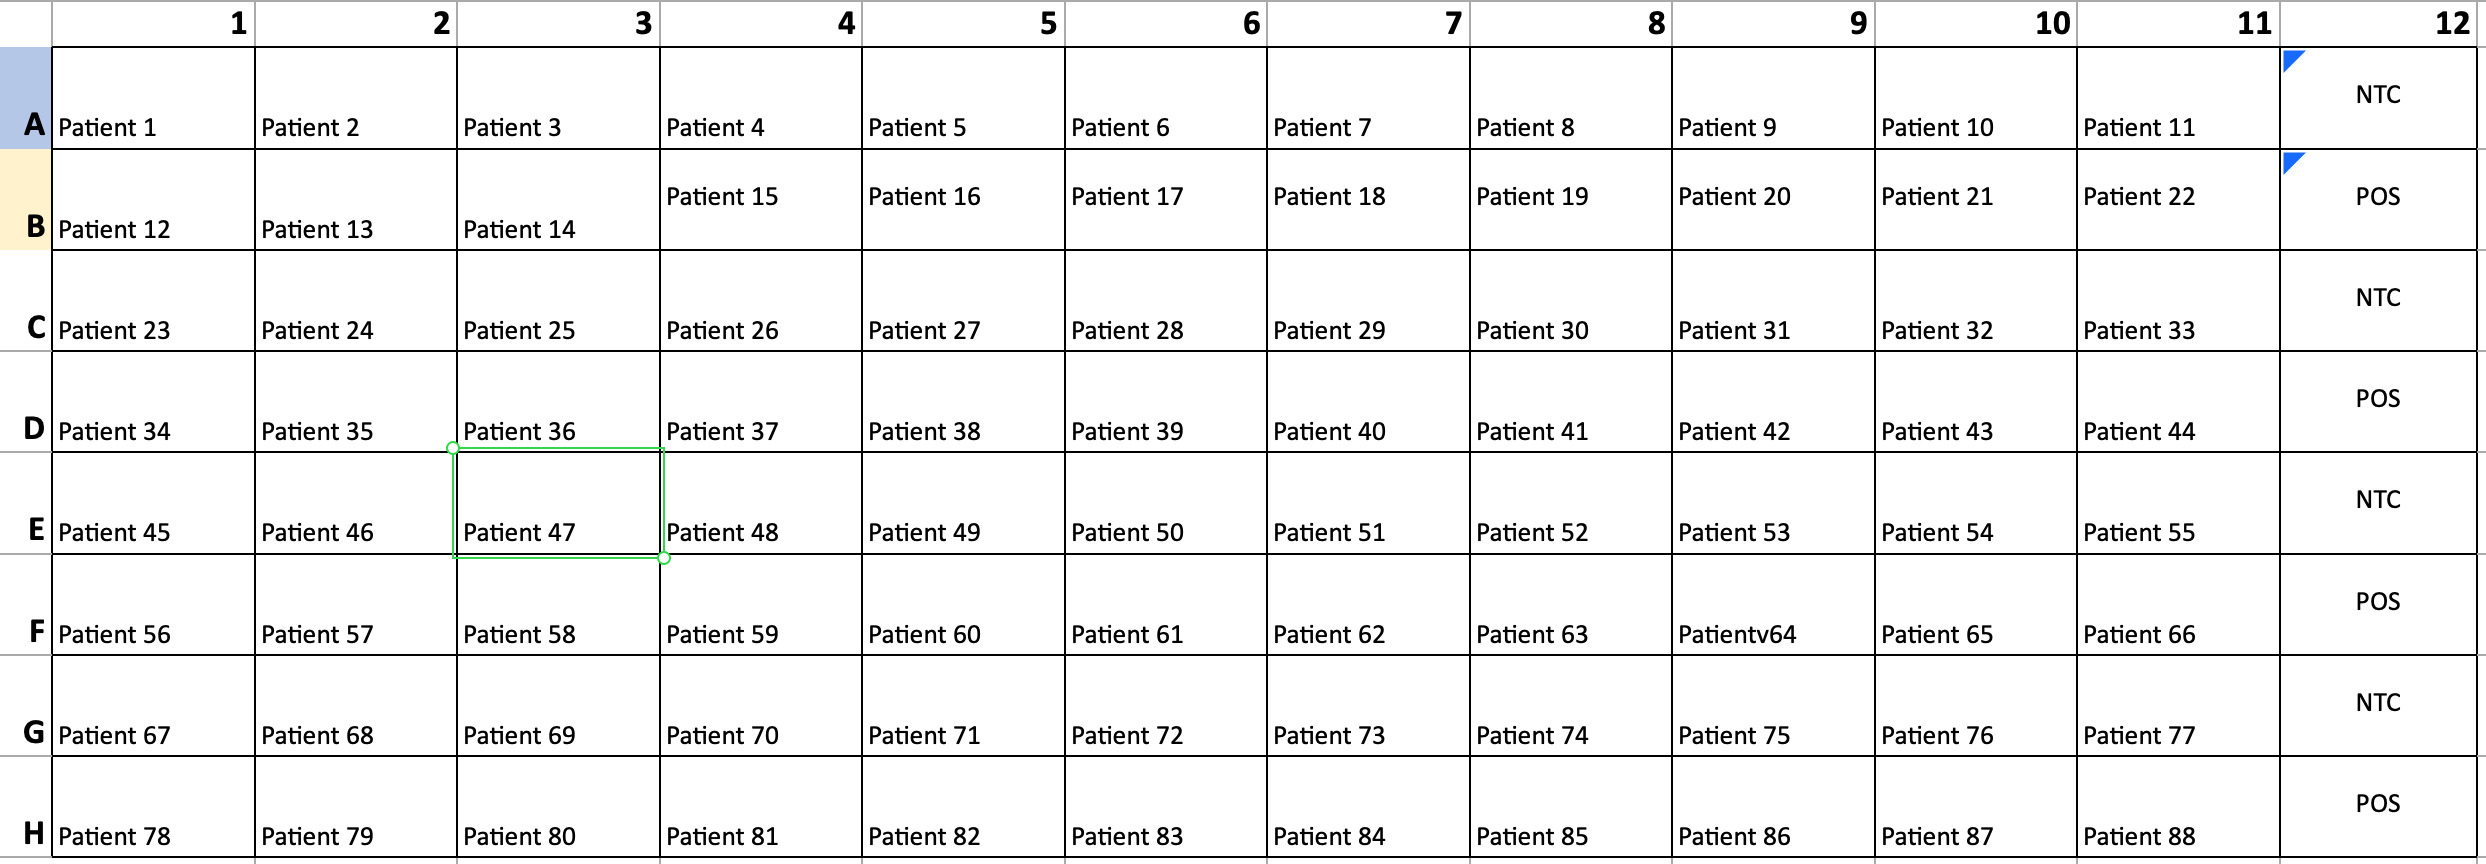 1 2 3 4 5 6 7 8 9 10 11 12
A Patient 1 Patient 2 Patient 3 Patient 4 Patient 5 Patient 6 Patient 7 Patient 8 Patient 9 Patient 10 Patient 11 NTC
B Patient 12 Patient 13 Patient 14 Patient 15 Patient 16 Patient 17 Patient 18 Patient 19 Patient 20 Patient 21 Patient 22 POS
C Patient 23 Patient 24 Patient 25 Patient 26 Patient 27 Patient 28 Patient 29 Patient 30 Patient 31 Patient 32 Patient 33 NTC
D Patient 34 Patient 35 Patient 36 Patient 37 Patient 38 Patient 39 Patient 40 Patient 41 Patient 42 Patient 43 Patient 44 POS
E Patient 45 Patient 46 Patient 47 Patient 48 Patient 49 Patient 50 Patient 51 Patient 52 Patient 53 Patient 54 Patient 55 NTC
F Patient 56 Patient 57 Patient 58 Patient 59 Patient 60 Patient 61 Patient 62 Patient 63 Patientv64 Patient 65 Patient 66 POS
G Patient 67 Patient 68 Patient 69 Patient 70 Patient 71 Patient 72 Patient 73 Patient 74 Patient 75 Patient 76 Patient 77 NTC
H Patient 78 Patient 79 Patient 80 Patient 81 Patient 82 Patient 83 Patient 84 Patient 85 Patient 86 Patient 87 Patient 88 POS